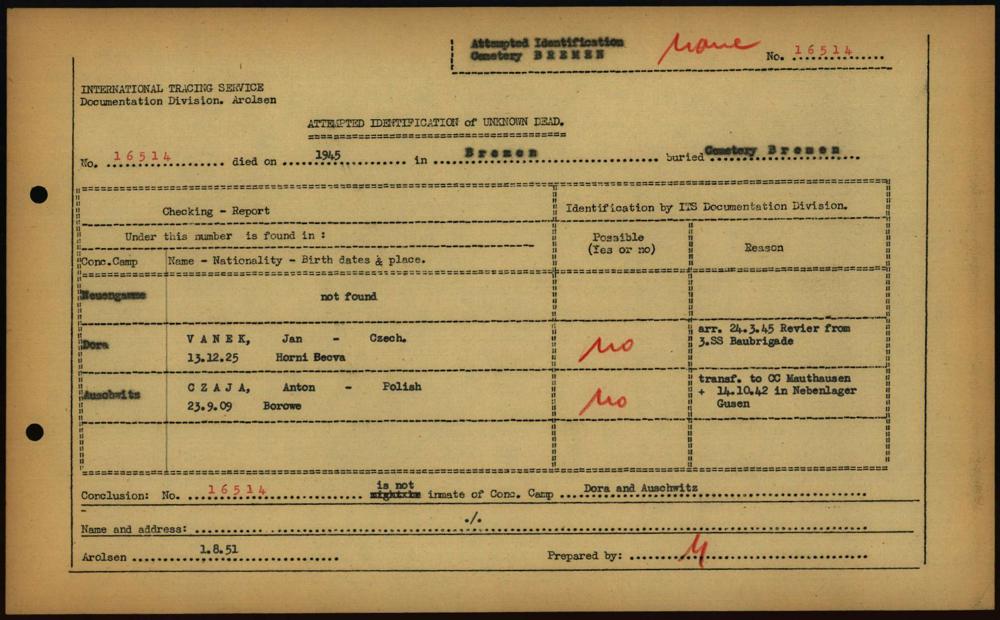 Attempted Identification
Cemetery BREMEN
None
No. 16514
INTERNATIONAL TRACING SERVICE
Documentation Division. Arolsen
ATTEMPTED IDENTIFICATION of UNKNOWN DEAD.
No. 16514 died on 1945 in Bremen buried Cemetery Bremen
Checking - Report
Identification by ITS Documentation Division.
Under this number is found in :
Possible (Yes or no)
Reason
Conc.Camp
Name - Nationality - Birth dates & place.
Neuengamme not found
Dora VANEK, Jan - Czech. no arr. 24.3.45 Revier from
13.12.25 Horni Becva 3.SS Baubrigade
Auschwitz CZAJA, Anton - Polish no transf. to CC Mauthausen
23.9.09 Borowe + 14.10.42 in Nebenlager
Gusen
Conclusion: No. 16514 is not inmate of Conc. Camp Dora and Auschwitz
Name and address: ./.
Arolsen 1.8.51 Prepared by: